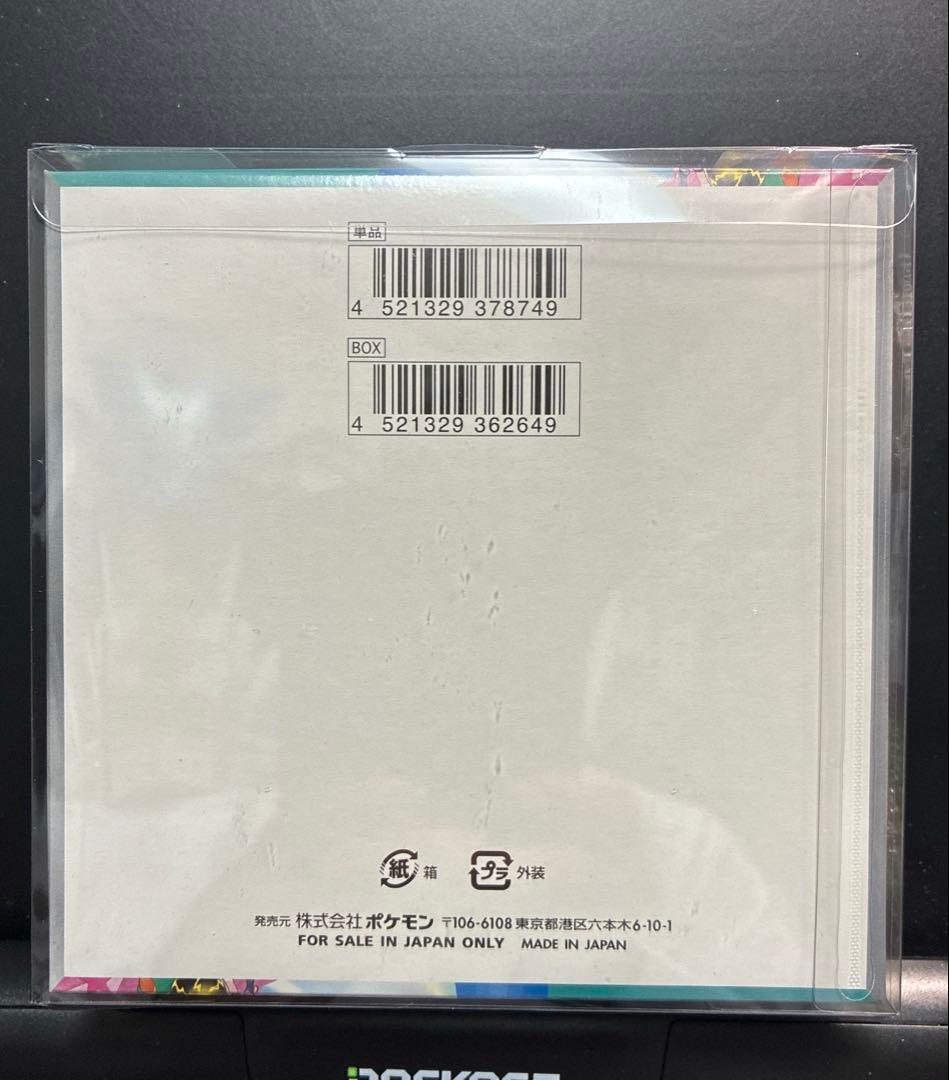 単品
4 521329 378749
BOX
4 521329 362649
紙 箱 プラ 外装
発売元 株式会社ポケモン 〒106-6108 東京都港区六本木6-10-1
FOR SALE IN JAPAN ONLY MADE IN JAPAN